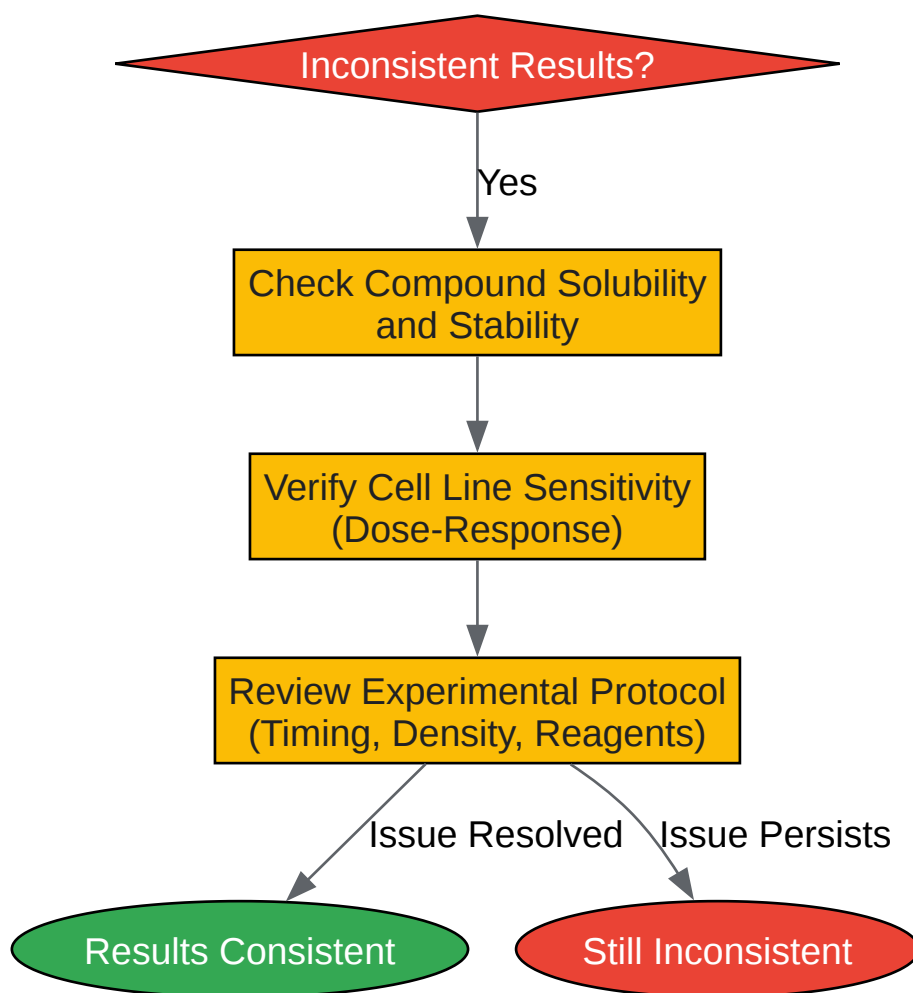 Inconsistent Results?
Yes
Check Compound Solubility
and Stability
Verify Cell Line Sensitivity
(Dose-Response)
Review Experimental Protocol
(Timing, Density, Reagents)
Issue Resolved
Issue Persists
Results Consistent
Still Inconsistent